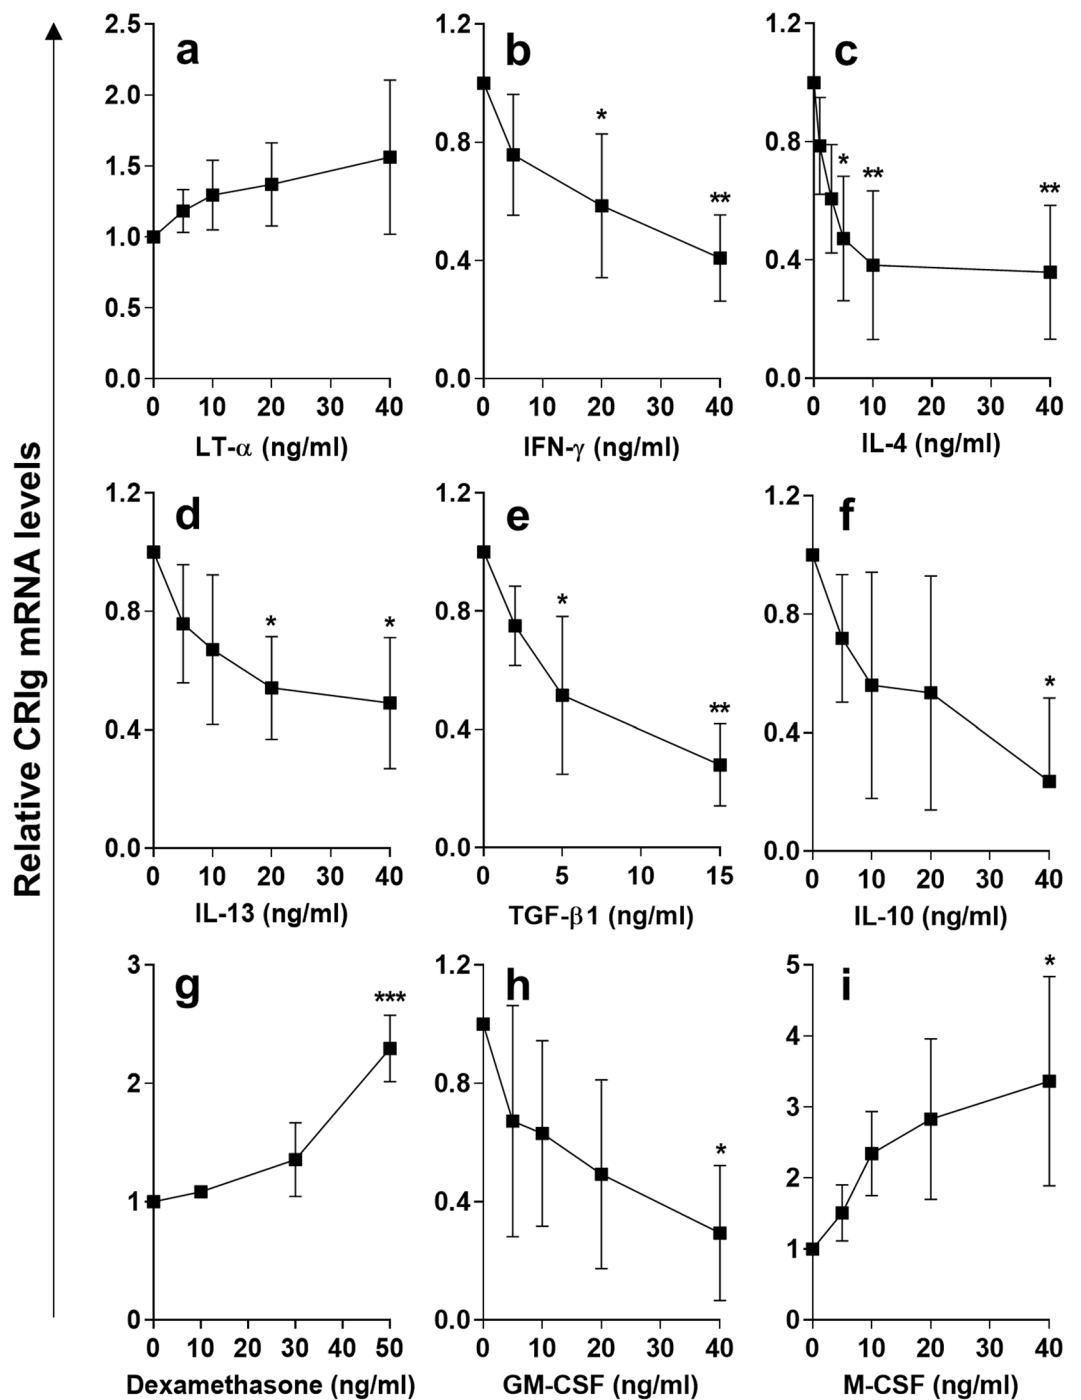 Relative CRIg mRNA levels
a
2.5
2.0
1.5
1.0
0.5
0.0
0 10 20 30 40
LT-α (ng/ml)
b
1.2
0.8
0.4
0.0
*
**
0 10 20 30 40
IFN-γ (ng/ml)
c
1.2
0.8
0.4
0.0
*
**
**
0 10 20 30 40
IL-4 (ng/ml)
d
1.2
0.8
0.4
0.0
*
*
0 10 20 30 40
IL-13 (ng/ml)
e
1.2
0.8
0.4
0.0
*
**
0 5 10 15
TGF-β1 (ng/ml)
f
1.2
0.8
0.4
0.0
*
0 10 20 30 40
IL-10 (ng/ml)
g
3
2
1
0
***
0 10 20 30 40 50
Dexamethasone (ng/ml)
h
1.2
0.8
0.4
0.0
*
0 10 20 30 40
GM-CSF (ng/ml)
i
5
4
3
2
1
0
*
0 10 20 30 40
M-CSF (ng/ml)